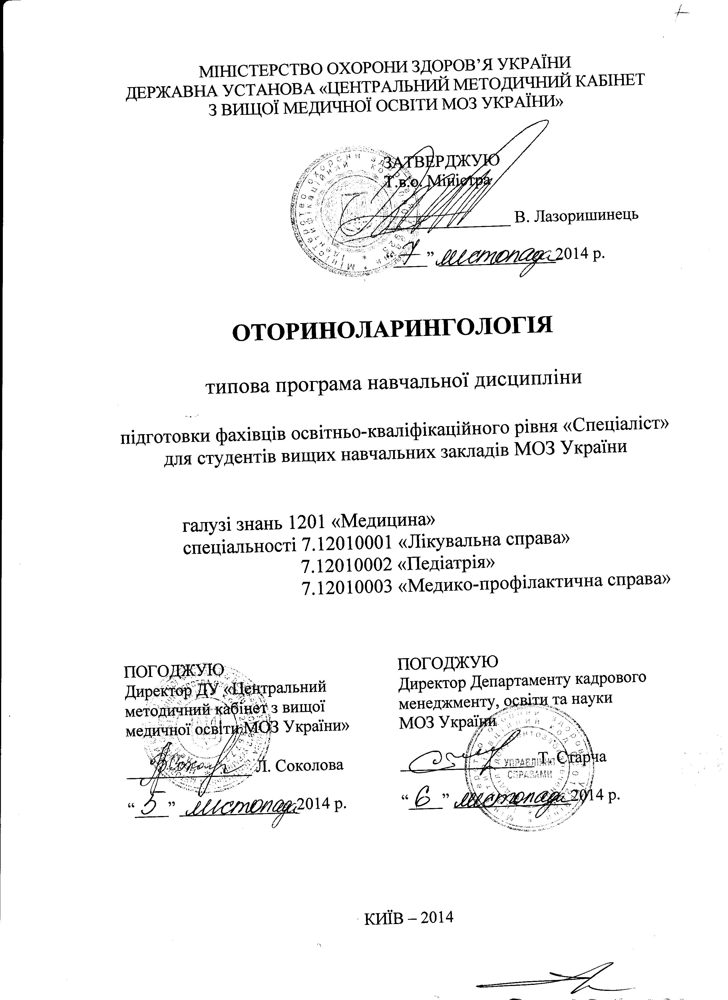 МІНІСТЕРСТВО ОХОРОНИ ЗДОРОВ’Я УКРАЇНИ
ДЕРЖАВНА УСТАНОВА «ЦЕНТРАЛЬНИЙ МЕТОДИЧНИЙ КАБІНЕТ
З ВИЩОЇ МЕДИЧНОЇ ОСВІТИ МОЗ УКРАЇНИ»
ЗАТВЕРДЖУЮ
Т.в.о. Міністра
В. Лазоришинець
“ 7 ” листопада 2014 р.
ОТОРИНОЛАРИНГОЛОГІЯ
типова програма навчальної дисципліни
підготовки фахівців освітньо-кваліфікаційного рівня «Спеціаліст»
для студентів вищих навчальних закладів МОЗ України
галузі знань 1201 «Медицина»
спеціальності 7.12010001 «Лікувальна справа»
7.12010002 «Педіатрія»
7.12010003 «Медико-профілактична справа»
ПОГОДЖУЮ
Директор ДУ «Центральний
методичний кабінет з вищої
медичної освіти МОЗ України»
Л. Соколова
“ 5 ” листопада 2014 р.
ПОГОДЖУЮ
Директор Департаменту кадрового
менеджменту, освіти та науки
МОЗ України
Т. Старча
УПРАВЛІННЯ
СПРАВАМИ
“ 6 ” листопада 2014 р.
КИЇВ – 2014